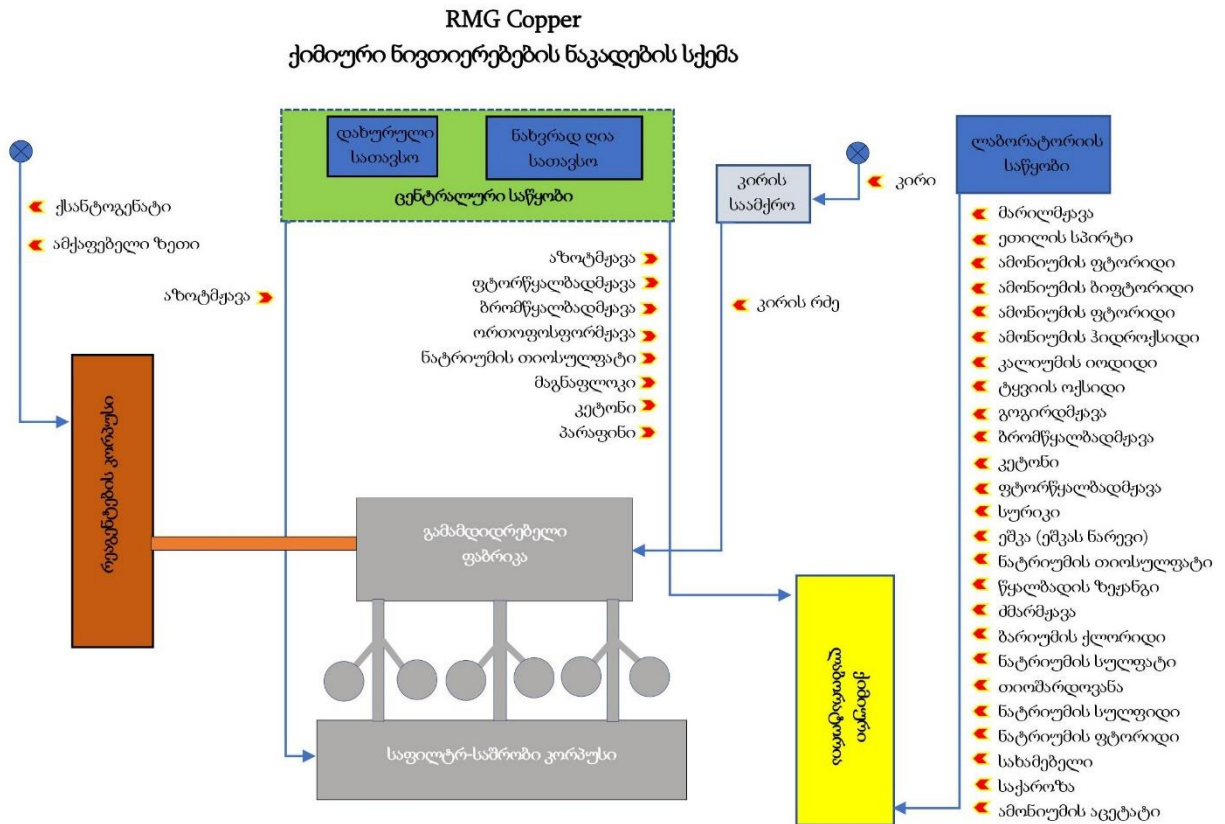 RMG Copper
ქიმიური ნივთიერებების ნაკადების სქემა
დახურული
სათავსო
ნახვრად ღია
სათავსო
ცენტრალური საწყობი
ქსანტოგენატი
ამქაფებელი ზეთი
აზოტმჟავა
აზოტმჟავა
ფტორწყალბადმჟავა
ბრომწყალბადმჟავა
ორთოფოსფორმჟავა
ნატრიუმის თიოსულფატი
მაგნაფლოკი
კეტონი
პარაფინი
კირის
საამქრო
კირი
კირის რძე
ლაბორატორიის
საწყობი
მარილმჟავა
ეთილის სპირტი
ამონიუმის ფტორიდი
ამონიუმის ბიფტორიდი
ამონიუმის ფტორიდი
ამონიუმის ჰიდროქსიდი
კალიუმის იოდიდი
ტყვიის ოქსიდი
გოგირდმჟავა
ბრომწყალბადმჟავა
კეტონი
ფტორწყალბადმჟავა
სურიკი
ეშკა (ეშკას ნარევი)
ნატრიუმის თიოსულფატი
წყალბადის ზეჟანგი
ძმარმჟავა
ბარიუმის ქლორიდი
ნატრიუმის სულფატი
თიოშარდოვანა
ნატრიუმის სულფიდი
ნატრიუმის ფტორიდი
სახამებელი
საქაროზა
ამონიუმის აცეტატი
რეაგენტების კორპუსი
გამამდიდრებელი
ფაბრიკა
საფილტრ-საშრობი კორპუსი
ქიმიური
ლაბორატორია